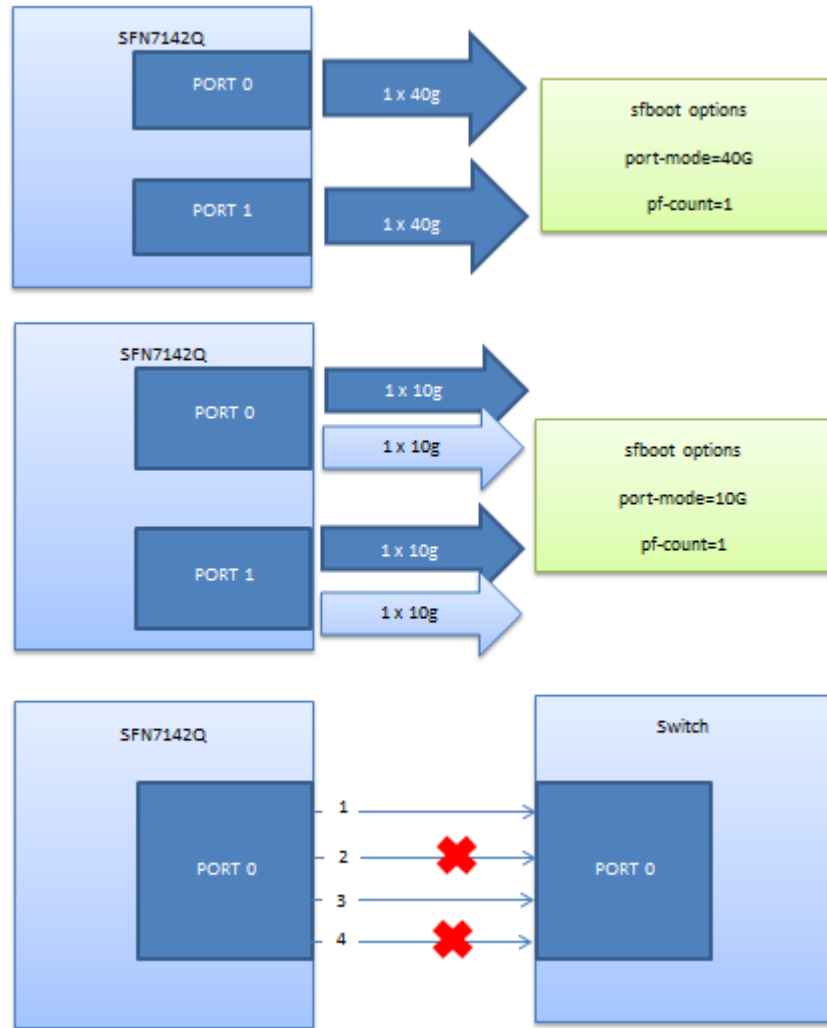 SFN7142Q
PORT 0
1 x 40g
sfboot options
port-mode=40G
pf-count=1
PORT 1
1 x 40g
SFN7142Q
PORT 0
1 x 10g
1 x 10g
sfboot options
port-mode=10G
pf-count=1
PORT 1
1 x 10g
1 x 10g
SFN7142Q
Switch
PORT 0
1
2
3
4
PORT 0